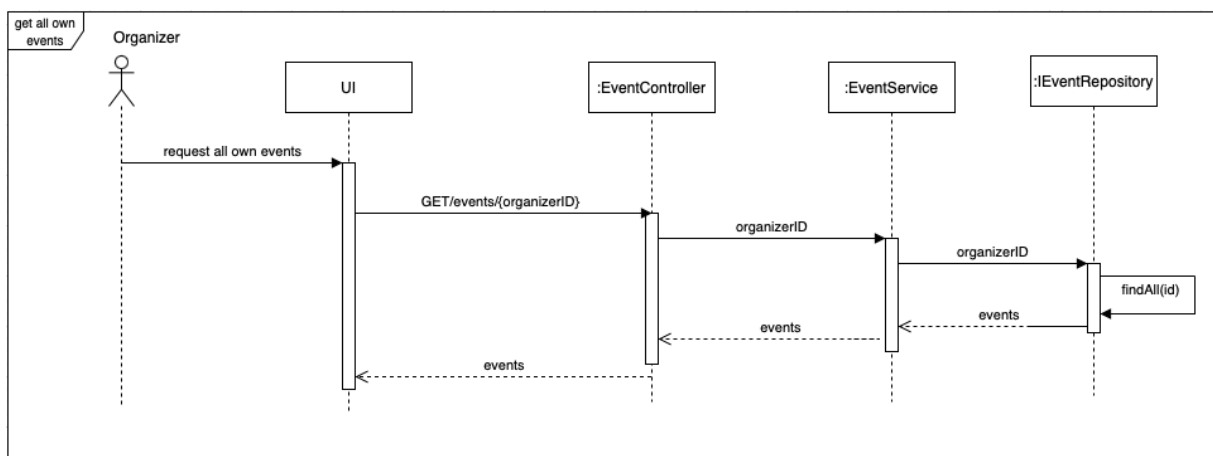 get all own
events
Organizer
UI
:EventController
:EventService
:IEventRepository
request all own events
GET/events/{organizerID}
organizerID
organizerID
findAll(id)
events
events
events